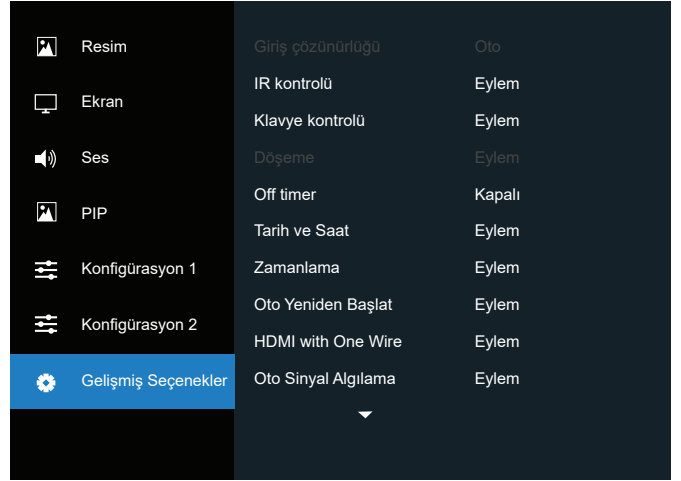 Resim
Ekran
Ses
PIP
Konfigürasyon 1
Konfigürasyon 2
Gelişmiş Seçenekler
Giriş çözünürlüğü Oto
IR kontrolü Eylem
Klavye kontrolü Eylem
Döşeme Eylem
Off timer Kapalı
Tarih ve Saat Eylem
Zamanlama Eylem
Oto Yeniden Başlat Eylem
HDMI with One Wire Eylem
Oto Sinyal Algılama Eylem